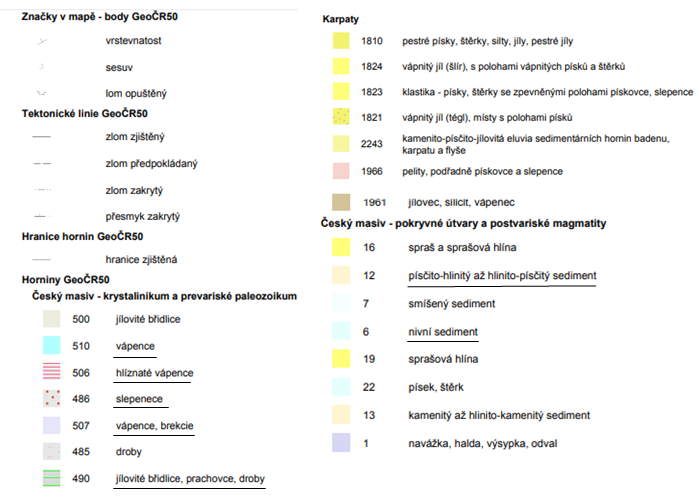 Značky v mapě - body GeoČR50
vrstevnatost
sesuv
lom opuštěný
Tektonické linie GeoČR50
zlom zjištěný
zlom předpokládaný
zlom zakrytý
přesmyk zakrytý
Hranice hornin GeoČR50
hranice zjištěná
Horniny GeoČR50
Český masiv - krystalinikum a prevariské paleozoikum
500 jílovité břidlice
510 vápence
506 hlíznaté vápence
486 slepenece
507 vápence, brekcie
485 droby
490 jílovité břidlice, prachovce, droby
Karpaty
1810 pestré písky, štěrky, silty, jíly, pestré jíly
1824 vápnitý jíl (šlír), s polohami vápnitých písků a štěrků
1823 klastika - písky, štěrky se zpevněnými polohami pískovce, slepence
1821 vápnitý jíl (tégl), místy s polohami písků
2243 kamenito-písčito-jílovitá eluvia sedimentárních hornin badenu,
karpatu a flyše
1966 pelity, podřadně pískovce a slepence
1961 jílovec, silicit, vápenec
Český masiv - pokryvné útvary a postvariské magmatity
16 spraš a sprašová hlína
12 písčito-hlinitý až hlinito-písčitý sediment
7 smíšený sediment
6 nivní sediment
19 sprašová hlína
22 písek, štěrk
13 kamenitý až hlinito-kamenitý sediment
1 navážka, halda, výsypka, odval